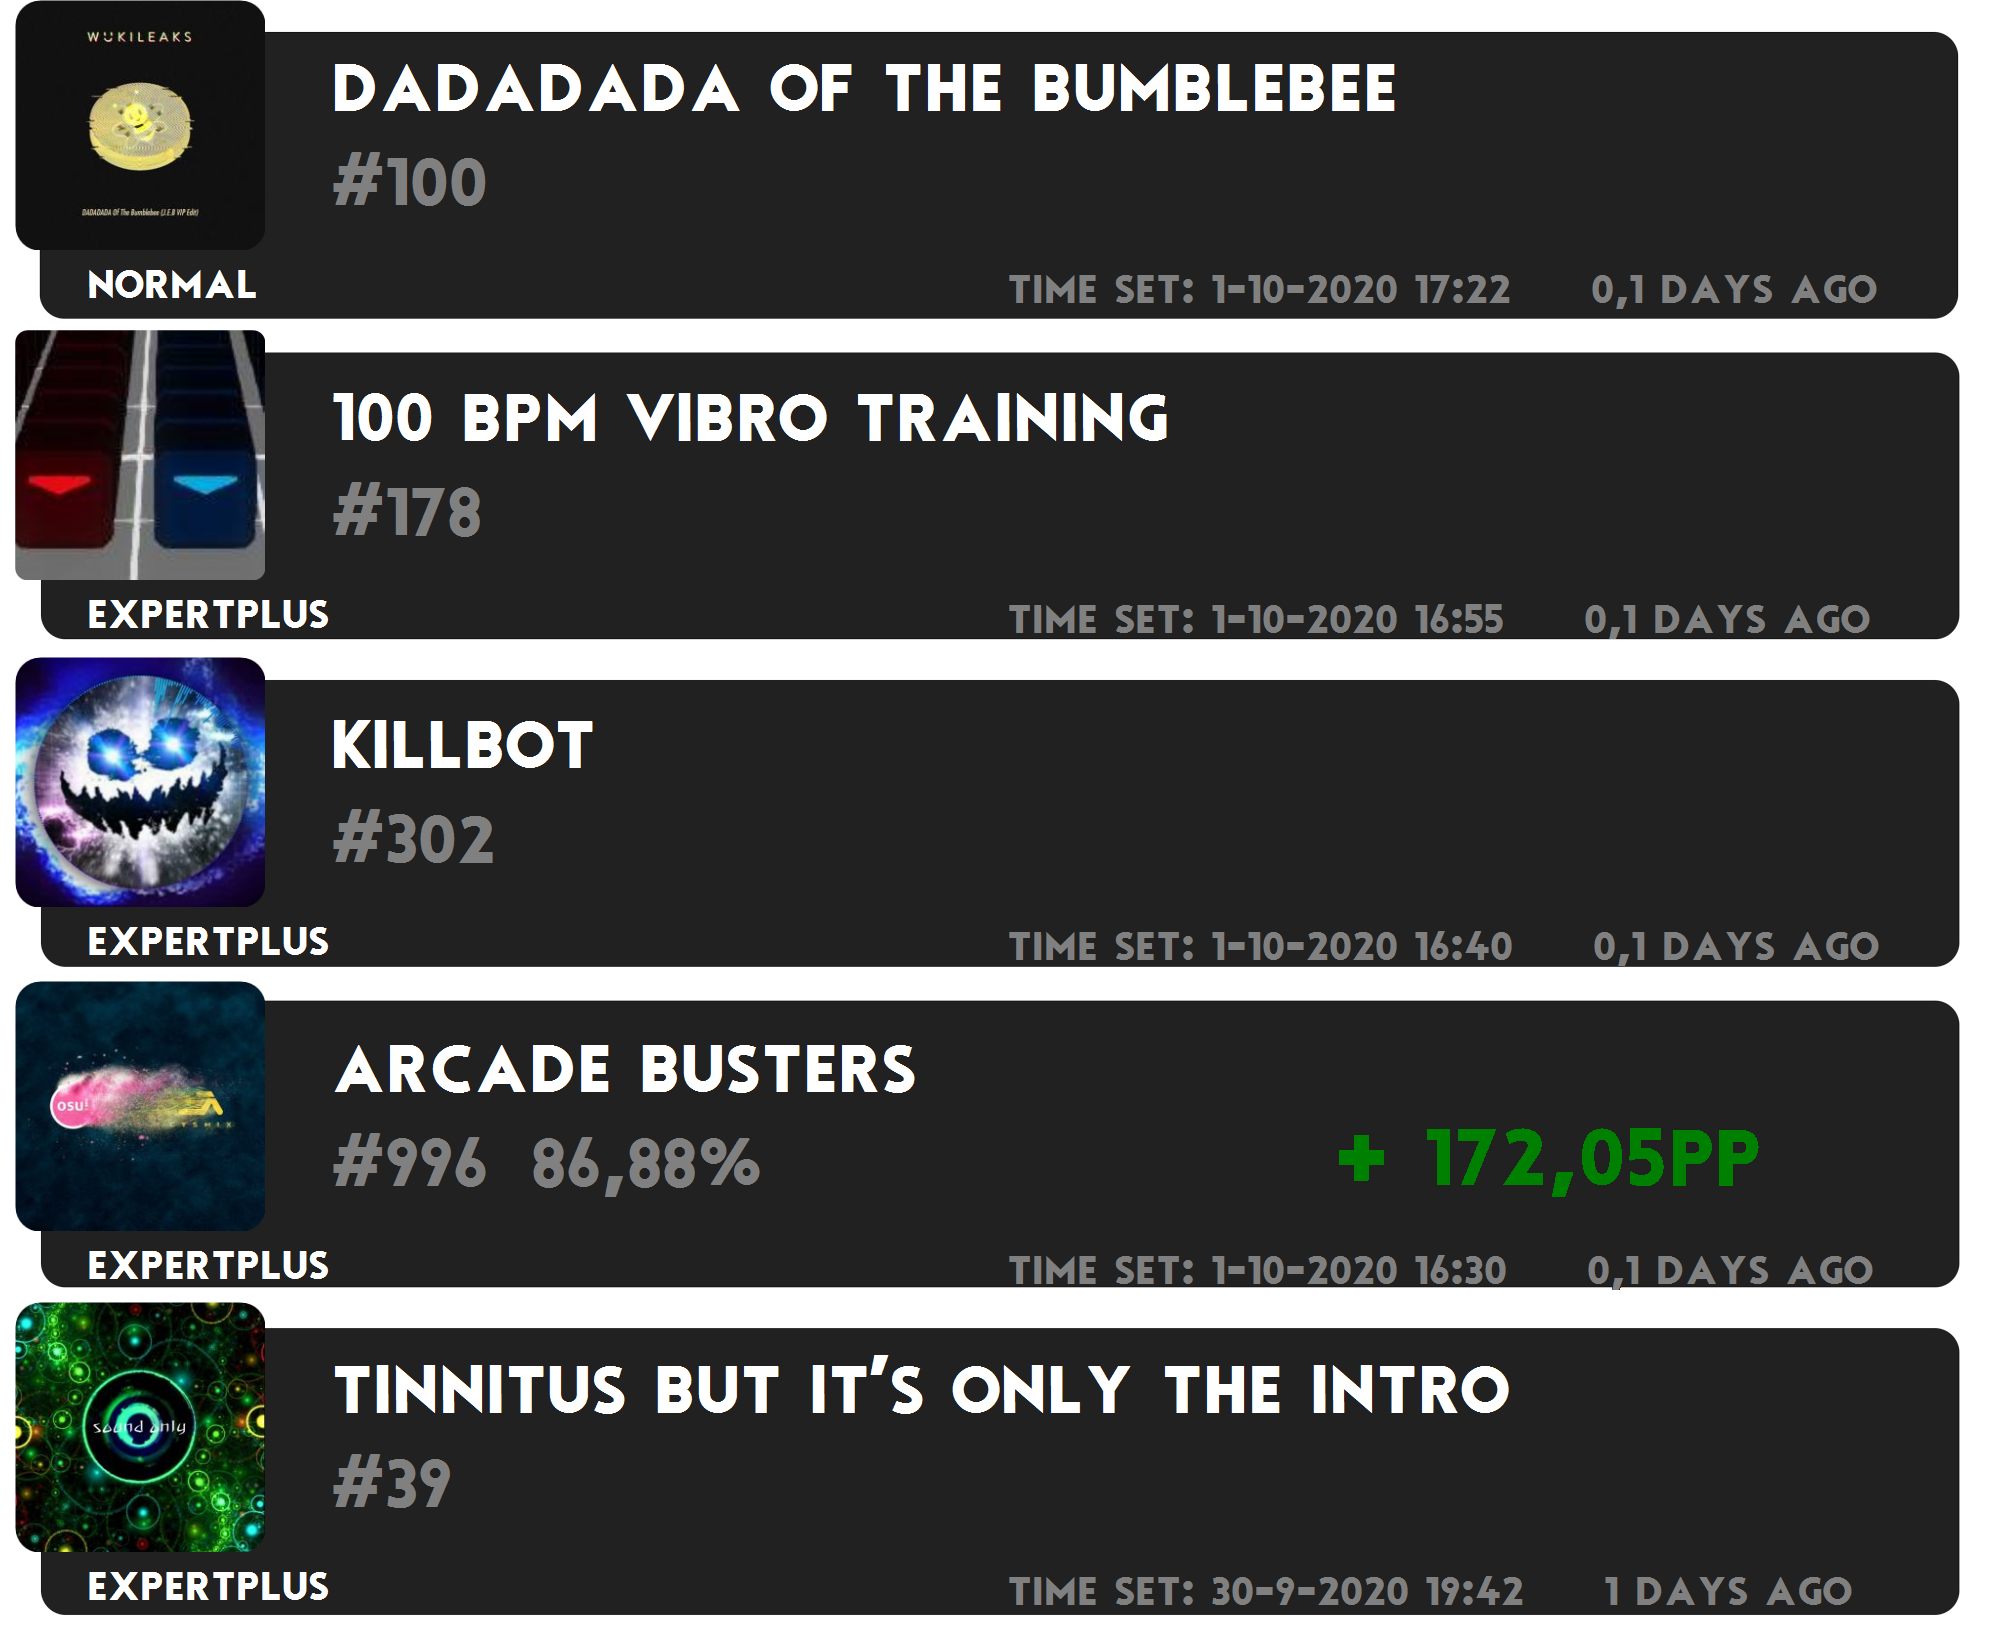 WUKILEAKS
DADADADA Of The Bumblebee (J.E.B VIP Edit)
DADADADA OF THE BUMBLEBEE
#100
NORMAL
TIME SET: 1-10-2020 17:22 0,1 DAYS AGO
100 BPM VIBRO TRAINING
#178
EXPERTPLUS
TIME SET: 1-10-2020 16:55 0,1 DAYS AGO
KILLBOT
#302
EXPERTPLUS
TIME SET: 1-10-2020 16:40 0,1 DAYS AGO
osu!
CYSMIX
ARCADE BUSTERS
#996 86,88%
+ 172,05PP
EXPERTPLUS
TIME SET: 1-10-2020 16:30 0,1 DAYS AGO
sound only
TINNITUS BUT IT'S ONLY THE INTRO
#39
EXPERTPLUS
TIME SET: 30-9-2020 19:42 1 DAYS AGO